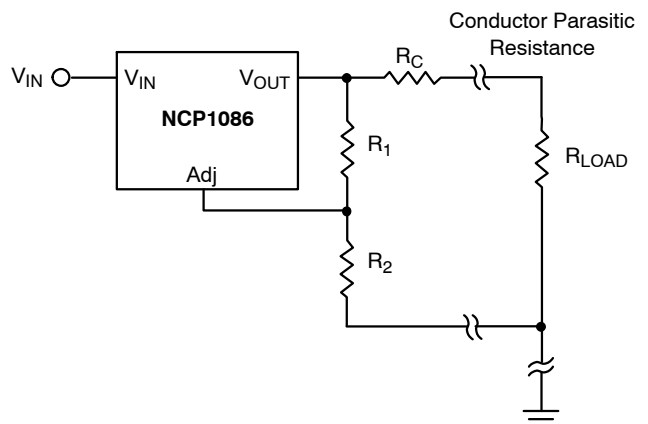 Conductor Parasitic
Resistance
R_C
V_IN
V_IN
V_OUT
NCP1086
R_1
R_LOAD
Adj
R_2